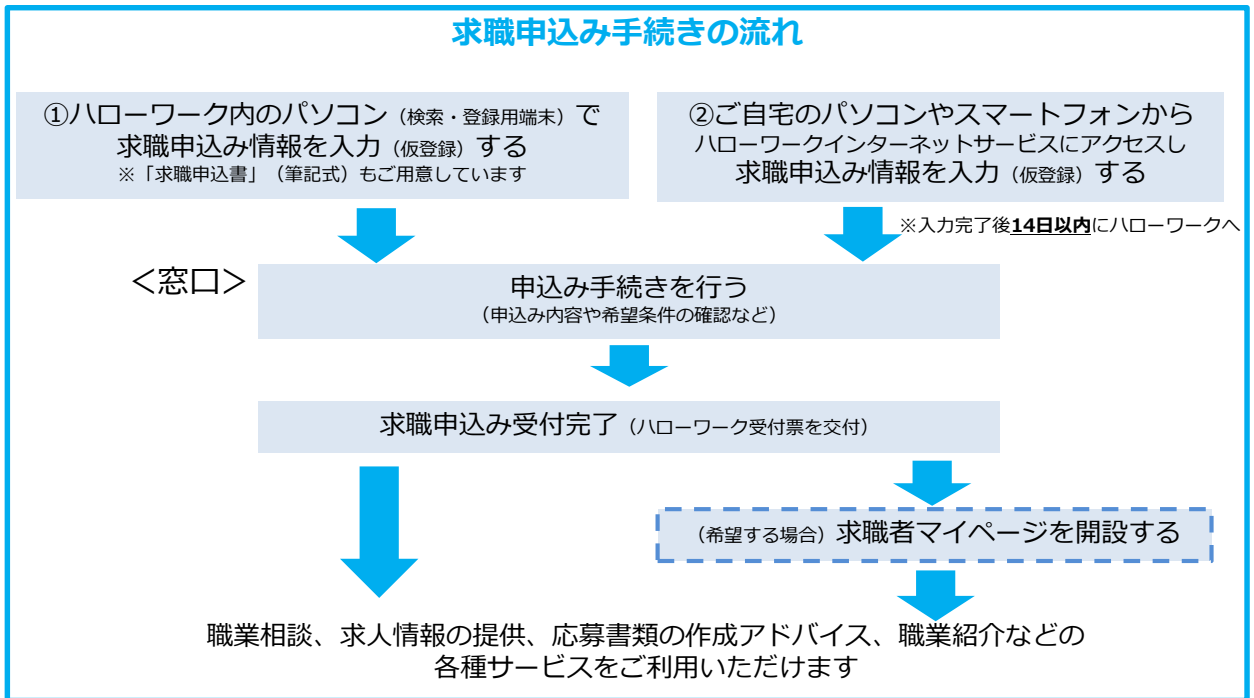 求職申込み手続きの流れ
①ハローワーク内のパソコン（検索・登録用端末）で
求職申込み情報を入力（仮登録）する
※「求職申込書」（筆記式）もご用意しています
②ご自宅のパソコンやスマートフォンから
ハローワークインターネットサービスにアクセスし
求職申込み情報を入力（仮登録）する
※入力完了後14日以内にハローワークへ
＜窓口＞
申込み手続きを行う
（申込み内容や希望条件の確認など）
求職申込み受付完了（ハローワーク受付票を交付）
（希望する場合）求職者マイページを開設する
職業相談、求人情報の提供、応募書類の作成アドバイス、職業紹介などの
各種サービスをご利用いただけます